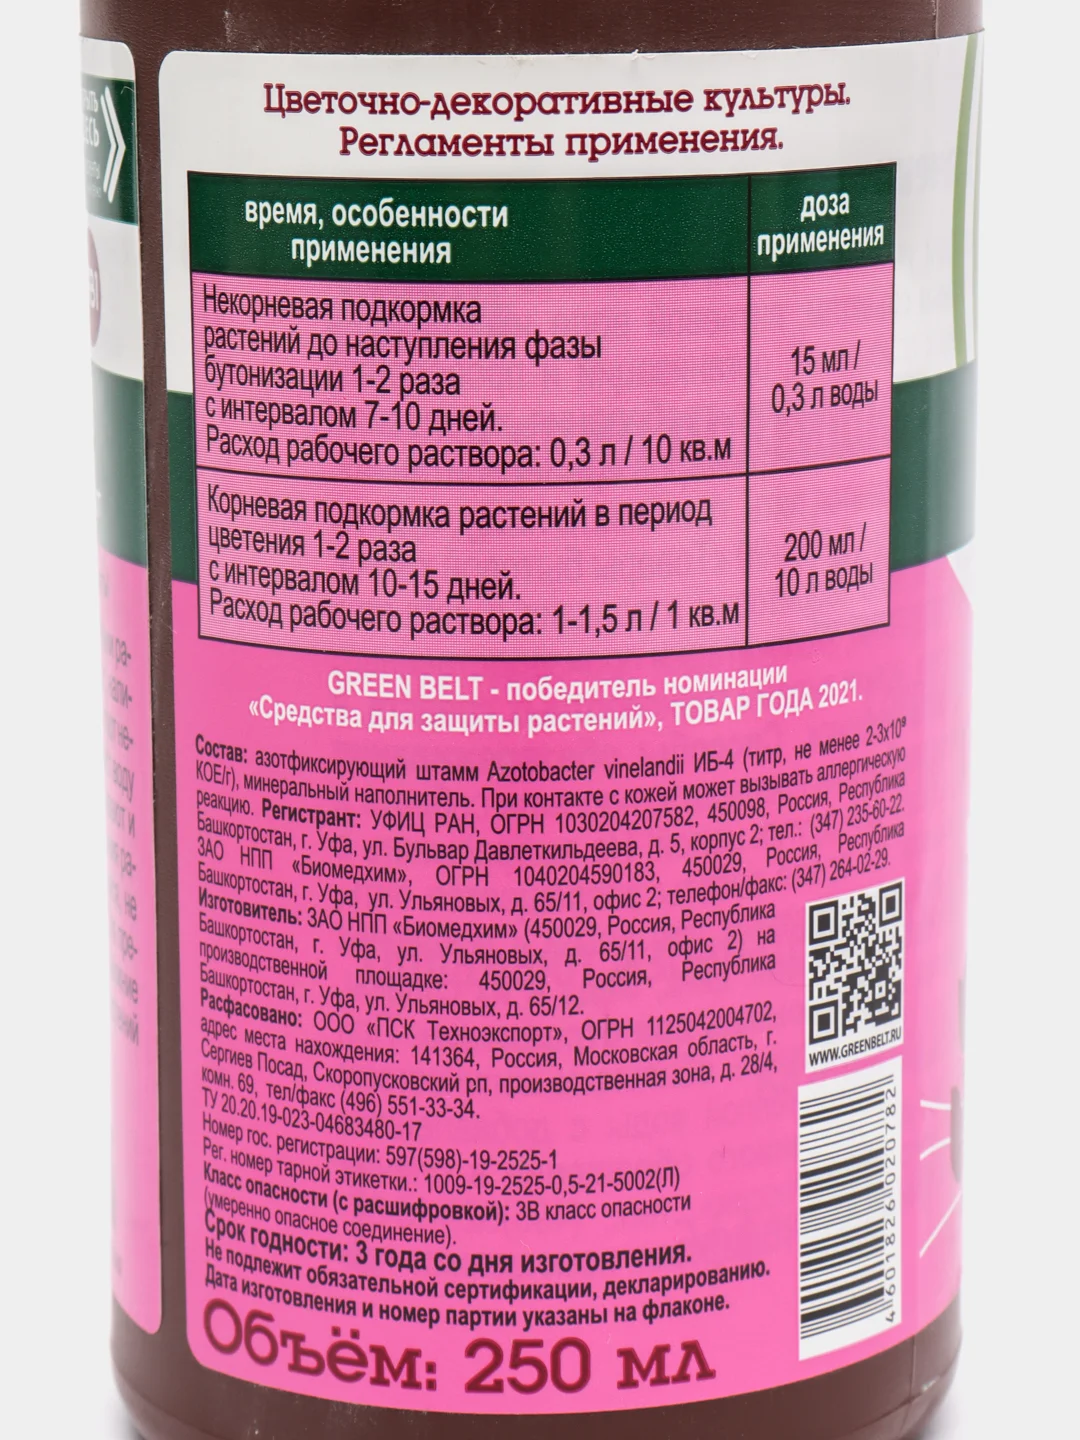 Цветочно-декоративные культуры.
Регламенты применения.
время, особенности
применения
доза
применения
Некорневая подкормка
растений до наступления фазы
бутонизации 1-2 раза
с интервалом 7-10 дней.
Расход рабочего раствора: 0,3 л / 10 кв.м
15 мл /
0,3 л воды
Корневая подкормка растений в период
цветения 1-2 раза
с интервалом 10-15 дней.
Расход рабочего раствора: 1-1,5 л / 1 кв.м
200 мл /
10 л воды
GREEN BELT - победитель номинации
«Средства для защиты растений», ТОВАР ГОДА 2021.
Состав: азотфиксирующий штамм Azotobacter vinelandii ИБ-4 (титр, не менее 2-3х10⁹
КОЕ/г), минеральный наполнитель. При контакте с кожей может вызывать аллергическую
реакцию. Регистрант: УФИЦ РАН, ОГРН 1030204207582, 450098, Россия, Республика
Башкортостан, г. Уфа, ул. Бульвар Давлеткильдеева, д. 5, корпус 2; тел.: (347) 235-60-22.
ЗАО НПП «Биомедхим», ОГРН 1040204590183, 450029, Россия, Республика
Башкортостан, г. Уфа, ул. Ульяновых, д. 65/11, офис 2; телефон/факс: (347) 264-02-29.
Изготовитель: ЗАО НПП «Биомедхим» (450029, Россия, Республика
Башкортостан, г. Уфа, ул. Ульяновых, д. 65/11, офис 2) на
производственной площадке: 450029, Россия, Республика
Башкортостан, г. Уфа, ул. Ульяновых, д. 65/12.
Расфасовано: ООО «ПСК Техноэкспорт», ОГРН 1125042004702,
адрес места нахождения: 141364, Россия, Московская область, г.
Сергиев Посад, Скоропусковский рп, производственная зона, д. 28/4,
комн. 69, тел/факс (496) 551-33-34.
ТУ 20.20.19-023-04683480-17
Номер гос. регистрации: 597(598)-19-2525-1
Рег. номер тарной этикетки.: 1009-19-2525-0,5-21-5002(Л)
Класс опасности (с расшифровкой): 3В класс опасности
(умеренно опасное соединение).
Срок годности: 3 года со дня изготовления.
Не подлежит обязательной сертификации, декларированию.
Дата изготовления и номер партии указаны на флаконе.
Объём: 250 мл
WWW.GREENBELT.RU
4 601826 020782